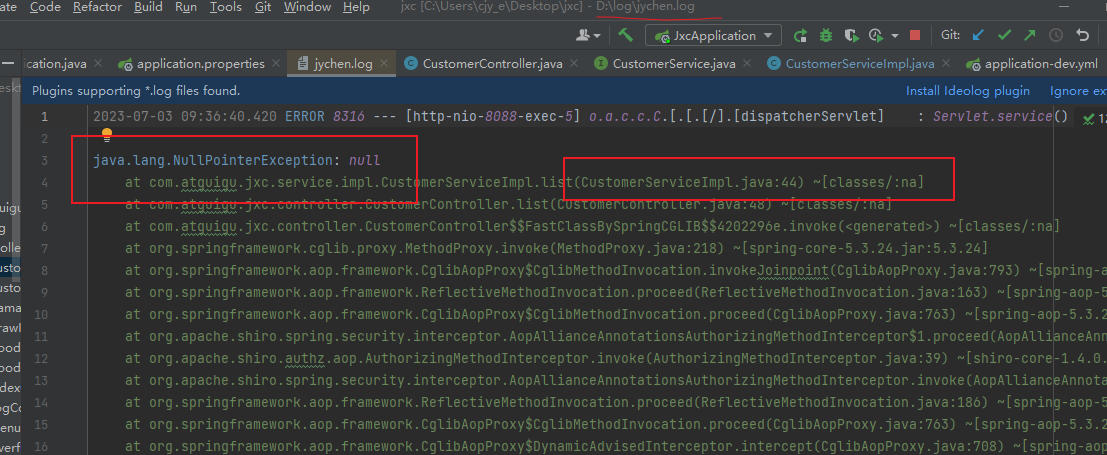 Code Refactor Build Run Tools Git Window Help jxc [C:\Users\cjy_e\Desktop\jxc] - D:\log\jychen.log
JxcApplication Git:
ication.java application.properties jychen.log CustomerController.java CustomerService.java CustomerServiceImpl.java application-dev.yml
Plugins supporting *.log files found. Install Ideolog plugin Ignore ex
1 2023-07-03 09:36:40.420 ERROR 8316 --- [http-nio-8088-exec-5] o.a.c.c.C.[.[.[/].[dispatcherServlet] : Servlet.service() 12
2
3 java.lang.NullPointerException: null
4 at com.atguigu.jxc.service.impl.CustomerServiceImpl.list(CustomerServiceImpl.java:44) ~[classes/:na]
5 at com.atguigu.jxc.controller.CustomerController.list(CustomerController.java:48) ~[classes/:na]
6 at com.atguigu.jxc.controller.CustomerController$$FastClassBySpringCGLIB$$4202296e.invoke(<generated>) ~[classes/:na]
7 at org.springframework.cglib.proxy.MethodProxy.invoke(MethodProxy.java:218) ~[spring-core-5.3.24.jar:5.3.24]
8 at org.springframework.aop.framework.CglibAopProxy$CglibMethodInvocation.invokeJoinpoint(CglibAopProxy.java:793) ~[spring-a
9 at org.springframework.aop.framework.ReflectiveMethodInvocation.proceed(ReflectiveMethodInvocation.java:163) ~[spring-aop-5
10 at org.springframework.aop.framework.CglibAopProxy$CglibMethodInvocation.proceed(CglibAopProxy.java:763) ~[spring-aop-5.3.2
11 at org.apache.shiro.spring.security.interceptor.AopAllianceAnnotationsAuthorizingMethodInterceptor$1.proceed(AopAllianceAnn
12 at org.apache.shiro.authz.aop.AuthorizingMethodInterceptor.invoke(AuthorizingMethodInterceptor.java:39) ~[shiro-core-1.4.0.
13 at org.apache.shiro.spring.security.interceptor.AopAllianceAnnotationsAuthorizingMethodInterceptor.invoke(AopAllianceAnnota
14 at org.springframework.aop.framework.ReflectiveMethodInvocation.proceed(ReflectiveMethodInvocation.java:186) ~[spring-aop-5
15 at org.springframework.aop.framework.CglibAopProxy$CglibMethodInvocation.proceed(CglibAopProxy.java:763) ~[spring-aop-5.3.2
16 at org.springframework.aop.framework.CglibAopProxy$DynamicAdvisedInterceptor.intercept(CglibAopProxy.java:708) ~[spring-aop